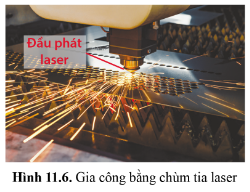 Đầu phát
laser
Hình 11.6. Gia công bằng chùm tia laser